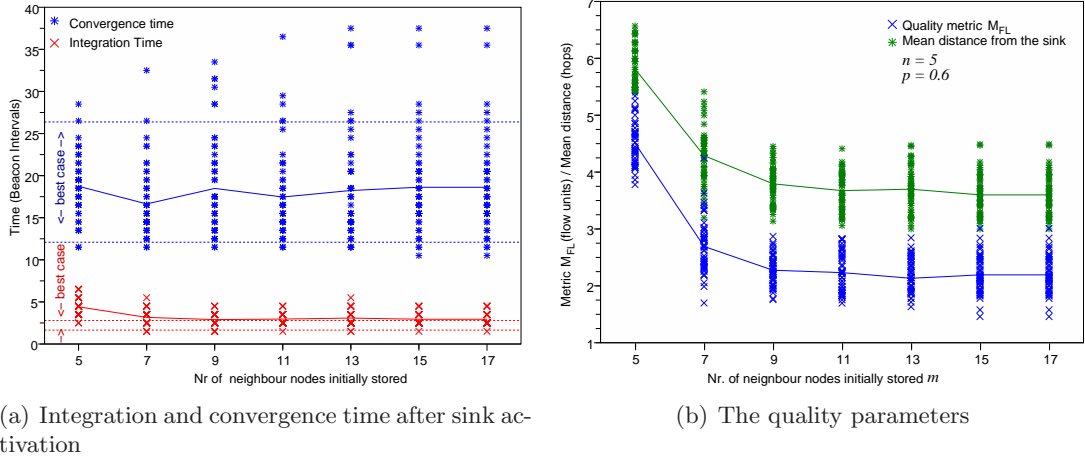 40
35
30
25
20
15
10
5
0
Time (Beacon Intervals)
<– best case –>
<– best case –>
Convergence time
Integration Time
5 7 9 11 13 15 17
Nr of neighbour nodes initially stored
(a) Integration and convergence time after sink ac-
tivation
7
6
5
4
3
2
1
Metric M_FL (flow units) / Mean distance (hops)
Quality metric M_FL
Mean distance from the sink
n = 5
p = 0.6
5 7 9 11 13 15 17
Nr. of neignbour nodes initially stored m
(b) The quality parameters